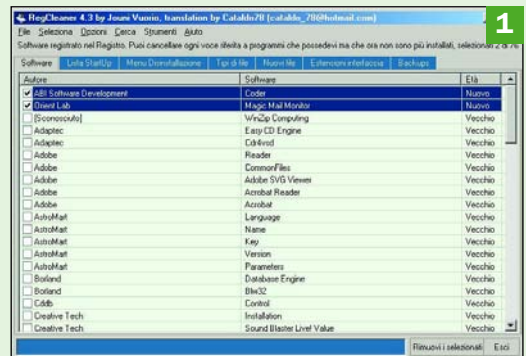 RegCleaner 4.3 by Jouni Vuorio, translation by Cataldo78 (cataldo_78@hotmail.com)
1
File Seleziona Opzioni Cerca Strumenti Aiuto
Software registrato nel Registro. Puoi cancellare ogni voce riferita a programmi che possedevi ma che ora non sono più installati, selezionati 2 di 76
Software Lista StartUp Menu Disinstallazione Tipi di file Nuovi file Estensioni interfaccia Backups
Autore Software Età
ABI Software Development Coder Nuovo
Orient Lab Magic Mail Monitor Nuovo
[Sconosciuto] WinZip Computing Vecchio
Adaptec Easy CD Engine Vecchio
Adaptec Cdr4vsd Vecchio
Adobe Reader Vecchio
Adobe CommonFiles Vecchio
Adobe Adobe SVG Viewer Vecchio
Adobe Acrobat Reader Vecchio
Adobe Acrobat Vecchio
AstroMart Language Vecchio
AstroMart Name Vecchio
AstroMart Key Vecchio
AstroMart Version Vecchio
AstroMart Parameters Vecchio
Borland Database Engine Vecchio
Borland Blw32 Vecchio
Cddb Control Vecchio
Creative Tech Installation Vecchio
Creative Tech Sound Blaster Live! Value Vecchio
Rimuovi i selezionati Esci